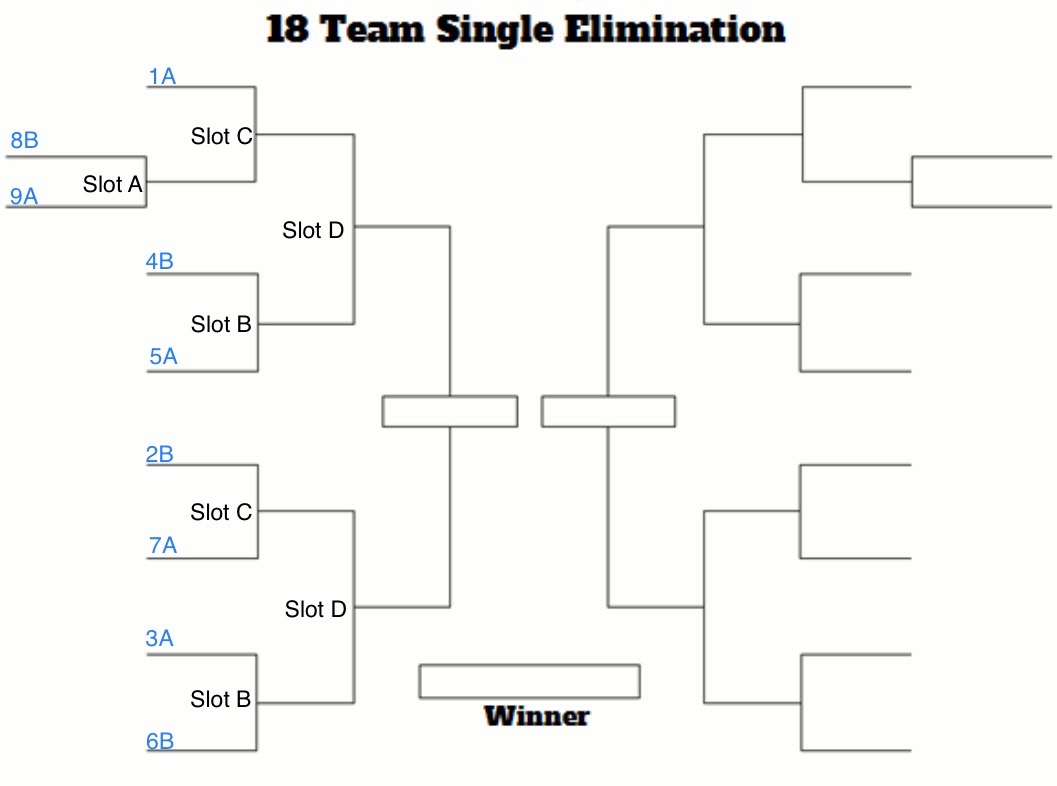 18 Team Single Elimination
1A
Slot C
8B
Slot A
9A
Slot D
4B
Slot B
5A
2B
Slot C
7A
Slot D
3A
Slot B
6B
Winner